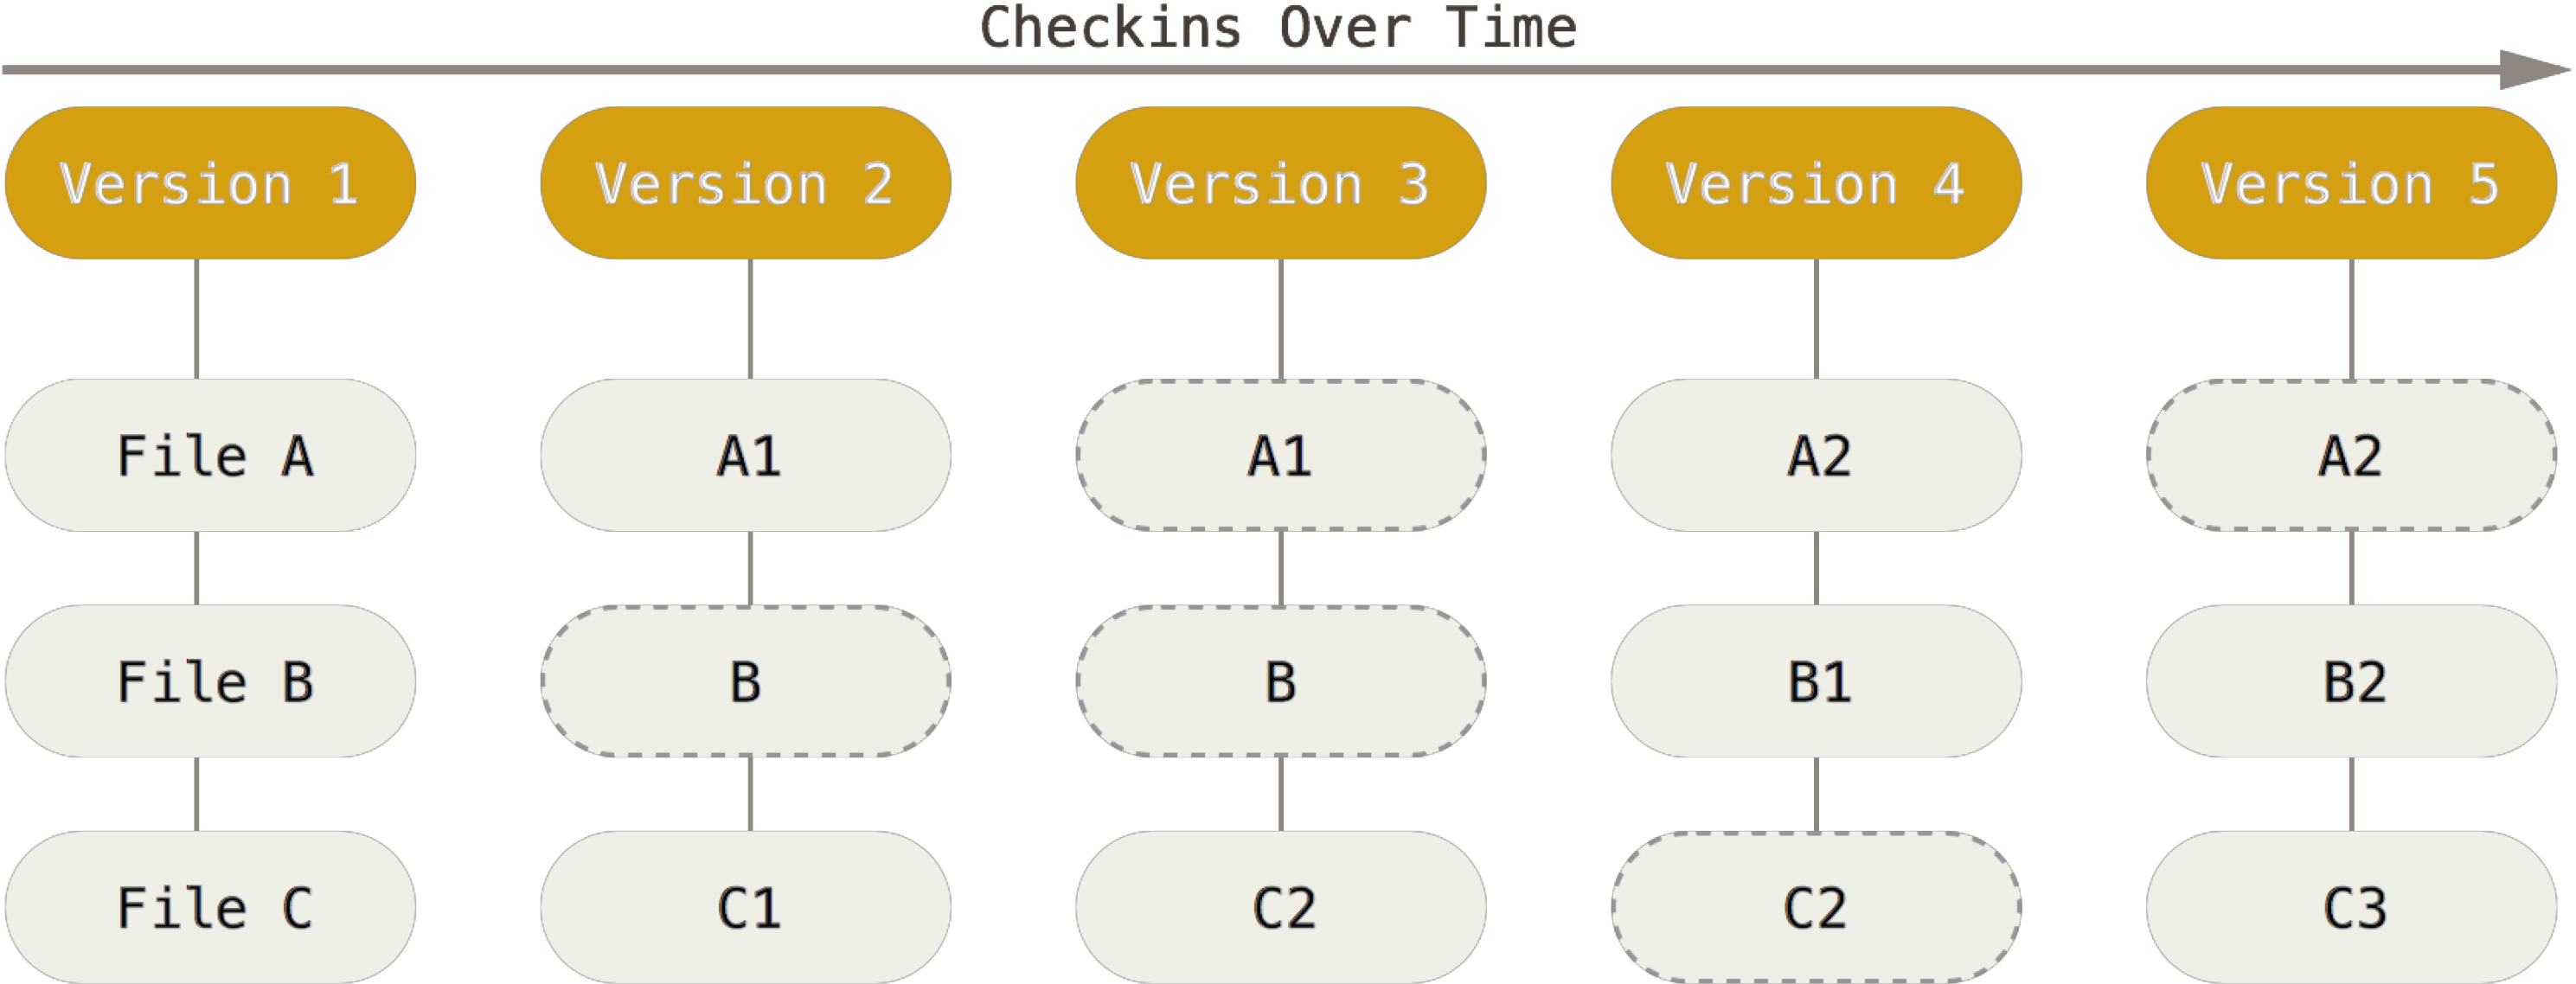 Checkins Over Time
Version 1 Version 2 Version 3 Version 4 Version 5
File A A1 A1 A2 A2
File B B B B1 B2
File C C1 C2 C2 C3